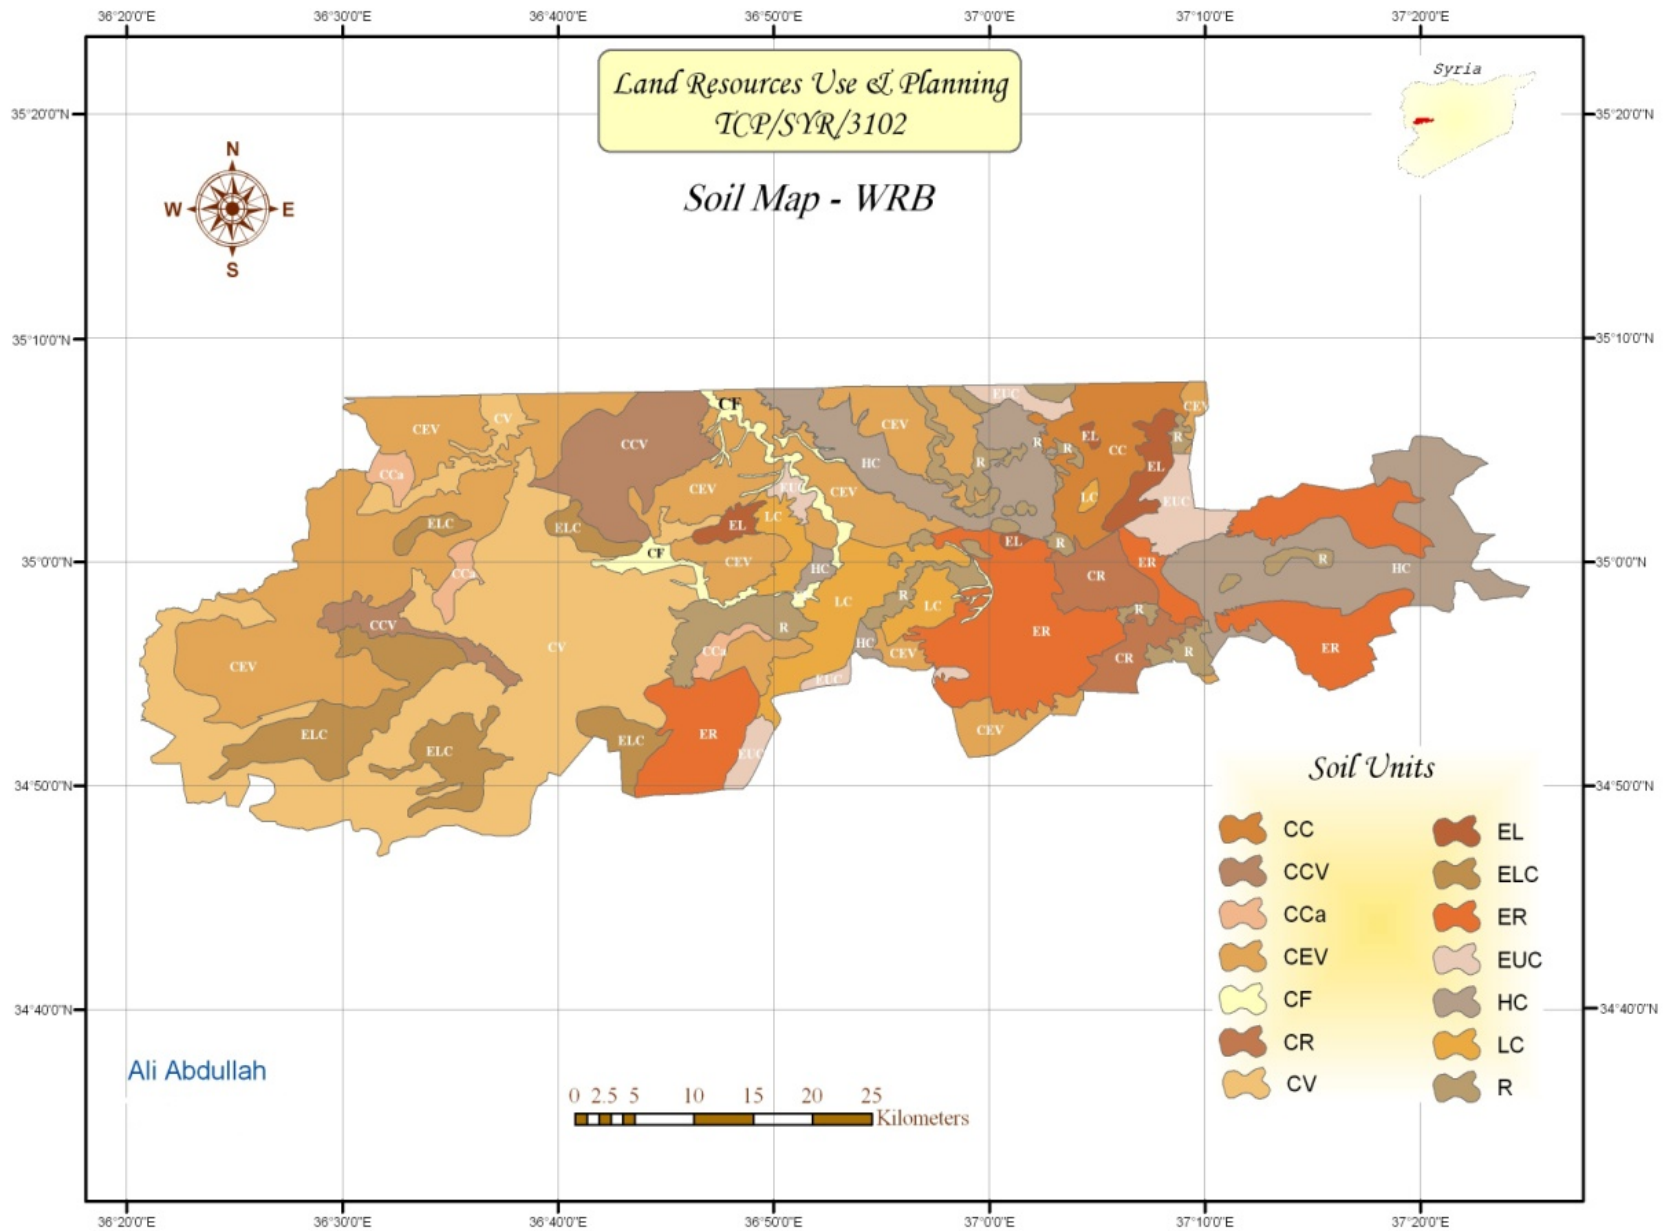 36°20'0"E 36°30'0"E 36°40'0"E 36°50'0"E 37°0'0"E 37°10'0"E 37°20'0"E
Land Resources Use & Planning
TCP/SYR/3102
Syria
35°20'0"N 35°20'0"N
N
W E
S
Soil Map - WRB
35°10'0"N 35°10'0"N
EUC
CF
CEV CV CEV CEV
CCV R R EL CC R
CCa HC R EL
CEV EUC CEV LC EUC
ELC ELC EL LC
CF CEV EL R
35°0'0"N 35°0'0"N
CCa HC CR ER R HC
LC R LC R
CCV R ER
CV CCa HC CEV CR R ER
CEV EUC
ELC ELC ELC ER EUC CEV
Soil Units
34°50'0"N 34°50'0"N
CC EL
CCV ELC
CCa ER
CEV EUC
CF HC
CR LC
CV R
34°40'0"N 34°40'0"N
Ali Abdullah
0 2.5 5 10 15 20 25
Kilometers
36°20'0"E 36°30'0"E 36°40'0"E 36°50'0"E 37°0'0"E 37°10'0"E 37°20'0"E